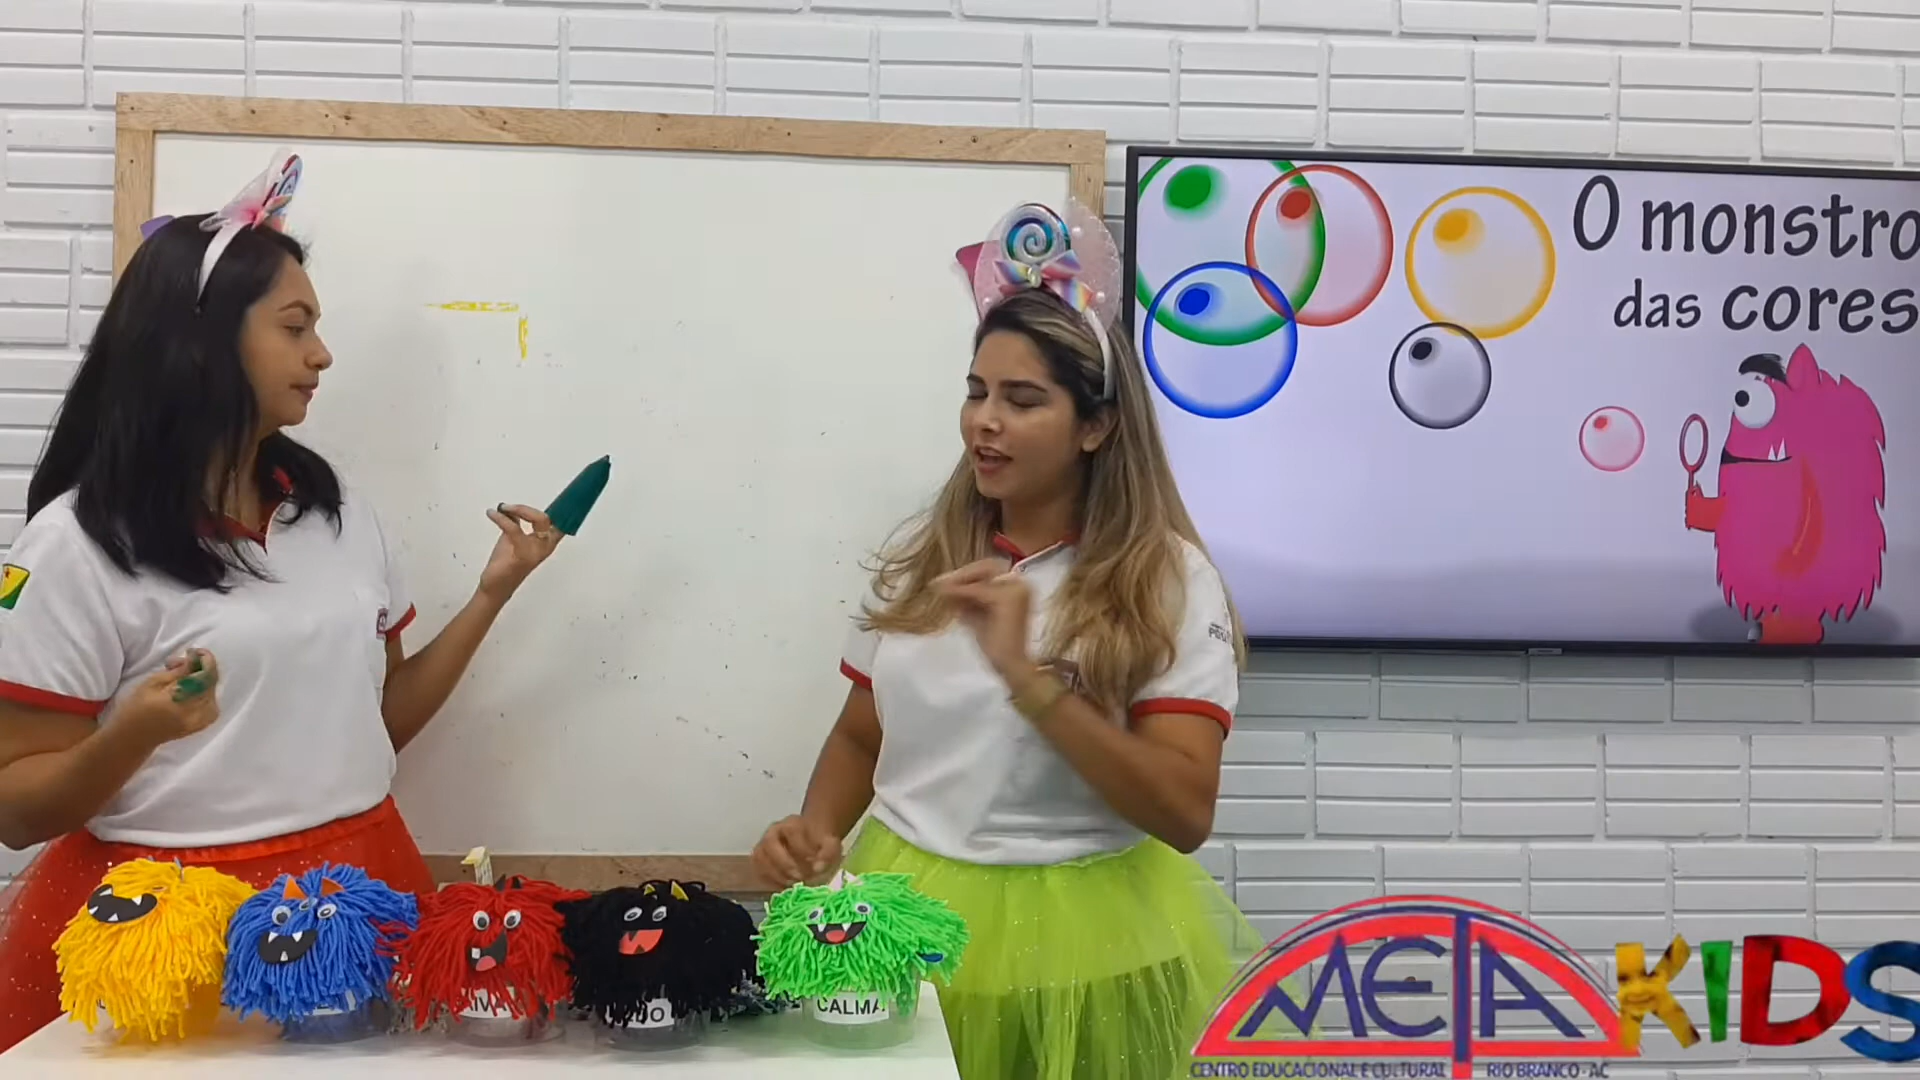 O monstro
das cores
CALMA
META KIDS
CENTRO EDUCACIONAL E CULTURAL RIO BRANCO - AC